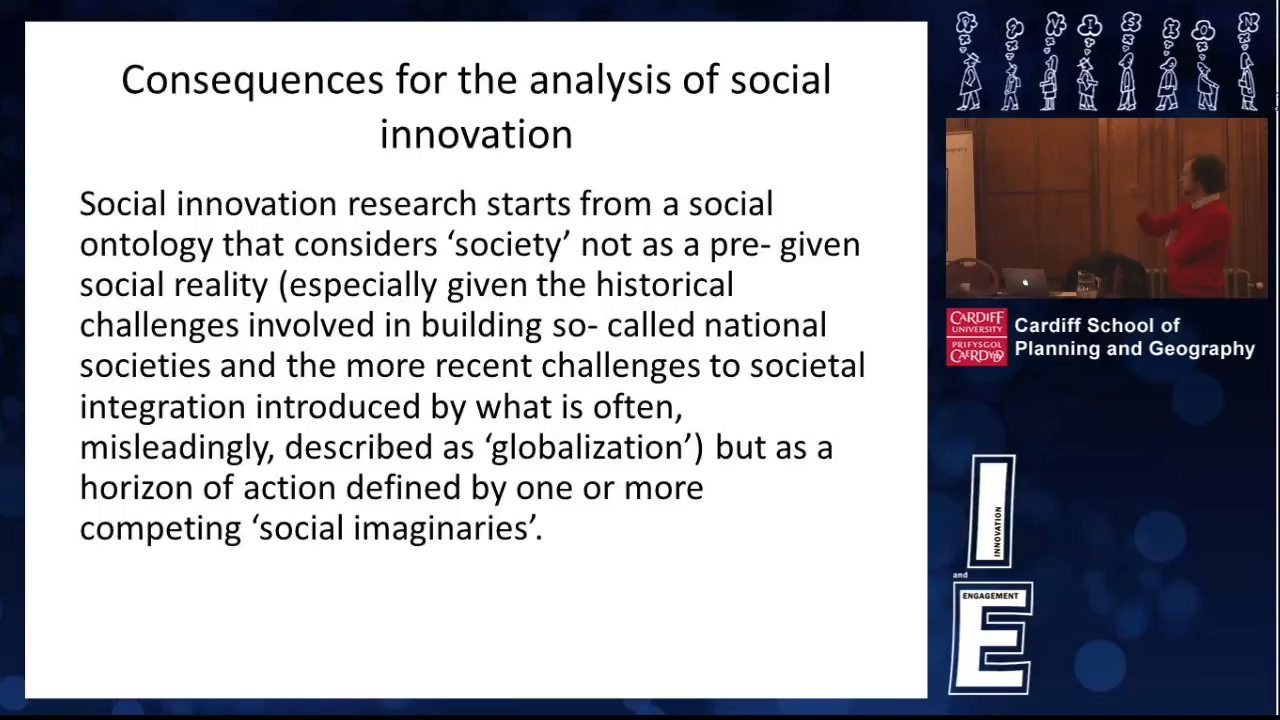 Consequences for the analysis of social
innovation
Social innovation research starts from a social
ontology that considers ‘society’ not as a pre- given
social reality (especially given the historical
challenges involved in building so- called national
societies and the more recent challenges to societal
integration introduced by what is often,
misleadingly, described as ‘globalization’) but as a
horizon of action defined by one or more
competing ‘social imaginaries’.
P ? V I S I O N
CARDIFF
UNIVERSITY
PRIFYSGOL
CAERDYDD
Cardiff School of
Planning and Geography
I
INNOVATION
and
ENGAGEMENT
E